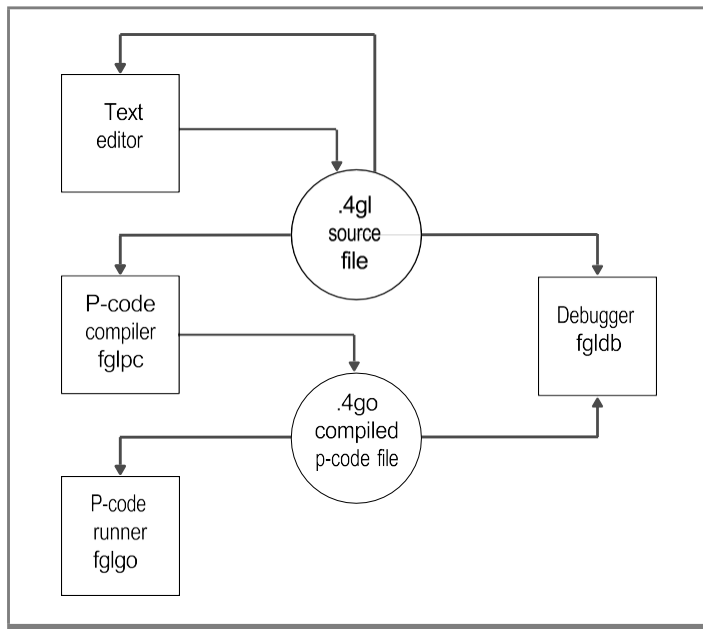 Text
editor
.4gl
source
file
P-code
compiler
fglpc
Debugger
fgldb
.4go
compiled
p-code file
P-code
runner
fglgo